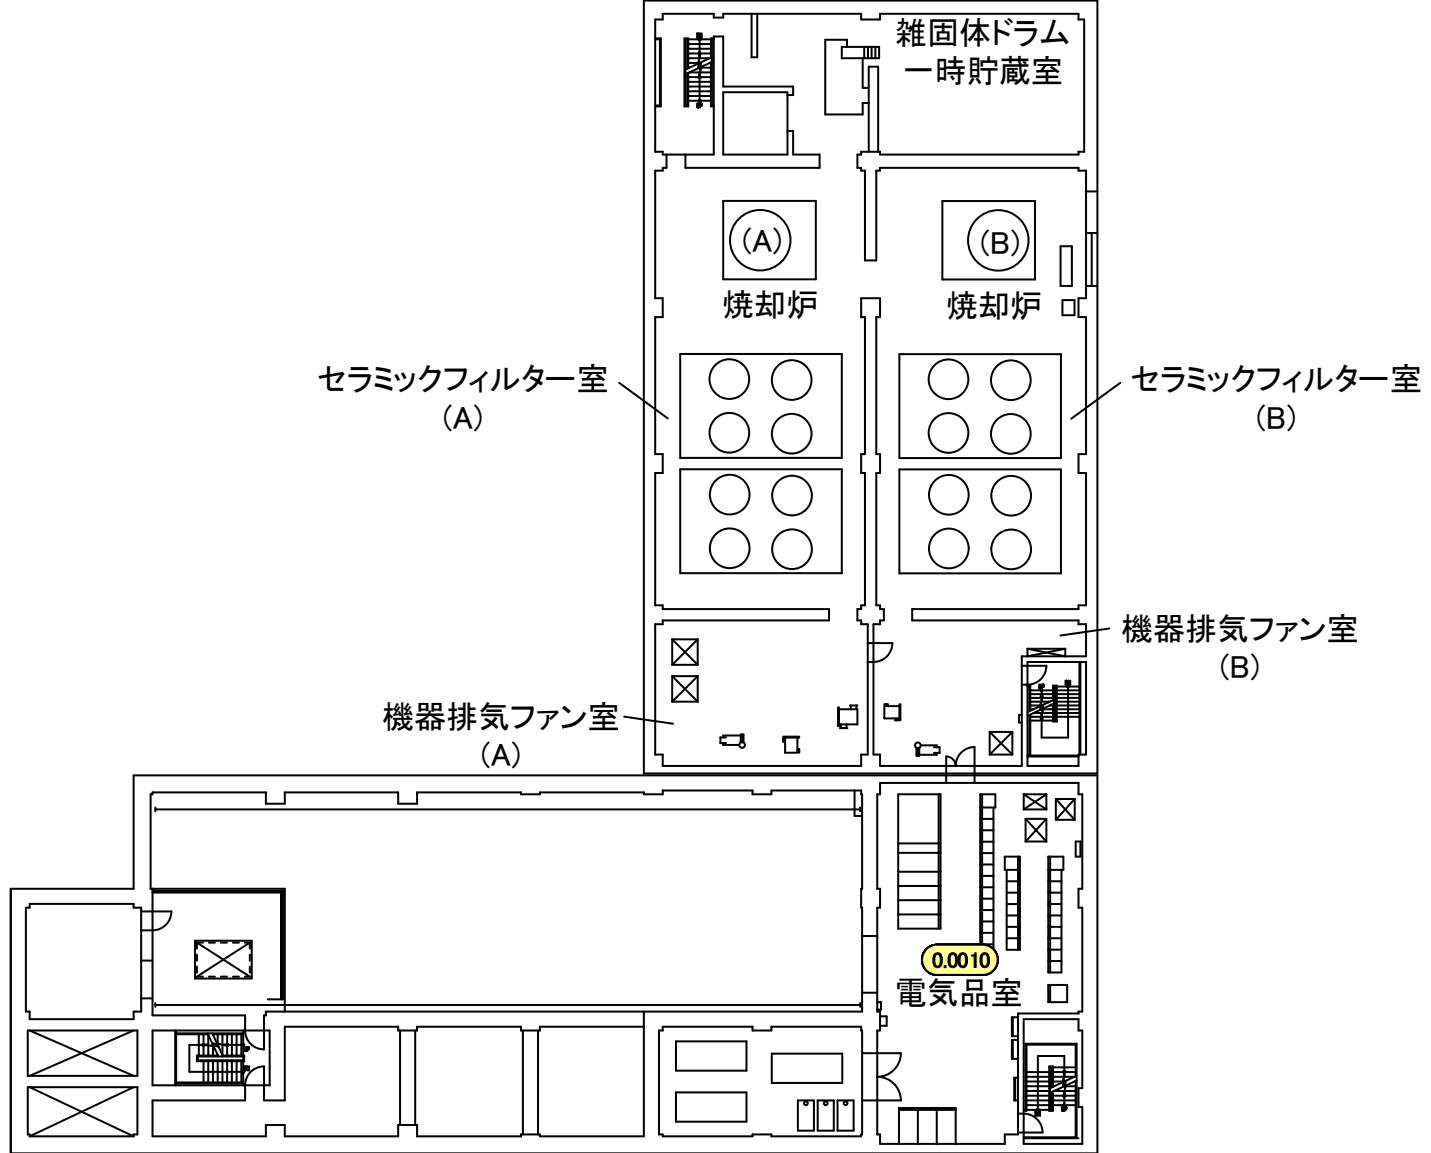 雑固体ドラム
一時貯蔵室
(A)
焼却炉
(B)
焼却炉
セラミックフィルター室
(A)
セラミックフィルター室
(B)
機器排気ファン室
(B)
機器排気ファン室
(A)
0.0010
電気品室